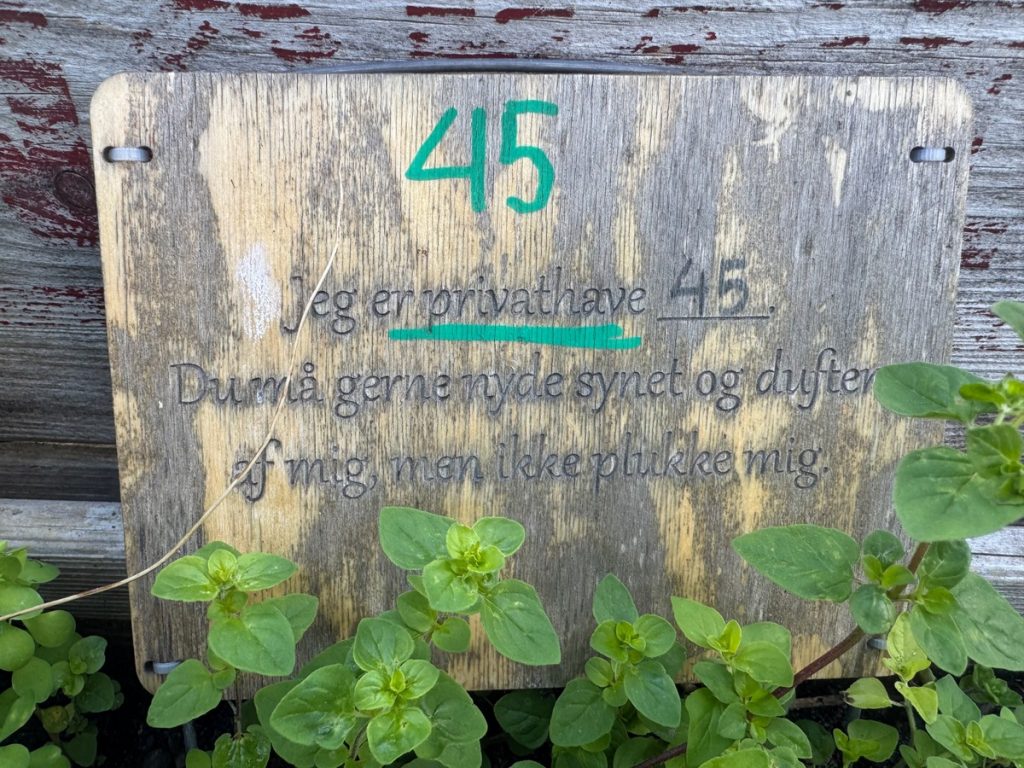 45
Jeg er privathave 45.
Du må gerne nyde synet og duften
af mig, men ikke plukke mig.